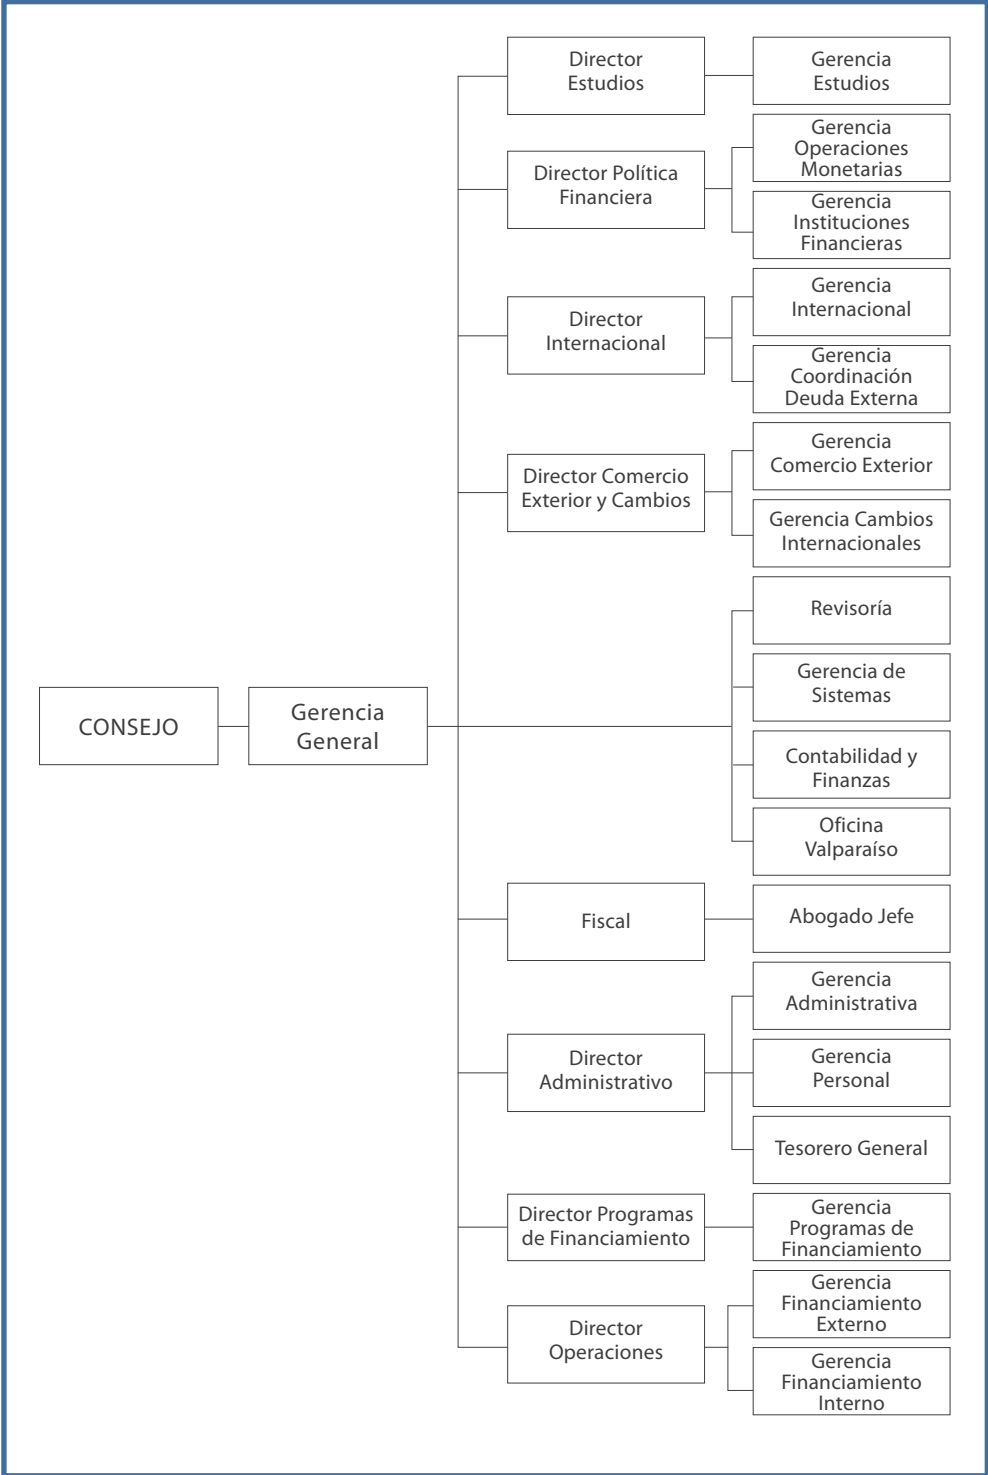 CONSEJO
Gerencia
General
Director
Estudios
Gerencia
Estudios
Director Política
Financiera
Gerencia
Operaciones
Monetarias
Gerencia
Instituciones
Financieras
Director
Internacional
Gerencia
Internacional
Gerencia
Coordinación
Deuda Externa
Director Comercio
Exterior y Cambios
Gerencia
Comercio Exterior
Gerencia Cambios
Internacionales
Revisoría
Gerencia de
Sistemas
Contabilidad y
Finanzas
Oficina
Valparaíso
Fiscal
Abogado Jefe
Director
Administrativo
Gerencia
Administrativa
Gerencia
Personal
Tesorero General
Director Programas
de Financiamiento
Gerencia
Programas de
Financiamiento
Director
Operaciones
Gerencia
Financiamiento
Externo
Gerencia
Financiamiento
Interno